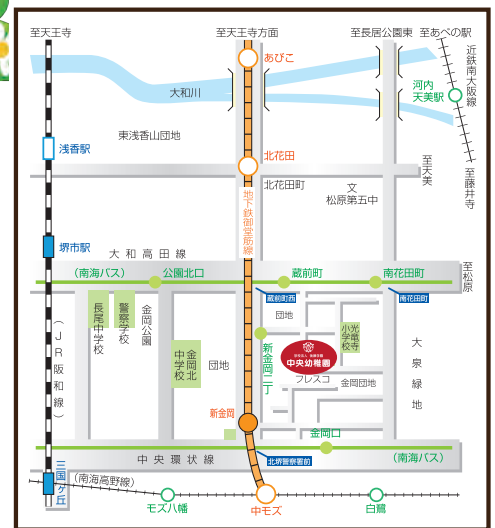 至天王寺
至天王寺方面
至長居公園東
至あべの駅
あびこ
近鉄南大阪線
河内
天美駅
大和川
東浅香山団地
浅香駅
北花田
北花田町
文
松原第五中
至天美
至藤井寺
地下鉄御堂筋線
堺市駅
大和高田線
至松原
(南海バス)
公園北口
蔵前町
南花田町
蔵前町西
南花田町
長尾中学校
警察学校
金岡公園
団地
光竜寺
小学校
新金岡二丁
中央幼稚園
大泉緑地
(JR阪和線)
金岡北
中学校
団地
フレスコ
金岡団地
新金岡
金岡口
中央環状線
北堺警察署前
(南海バス)
三国ヶ丘
(南海高野線)
モズ八幡
中モズ
白鷺